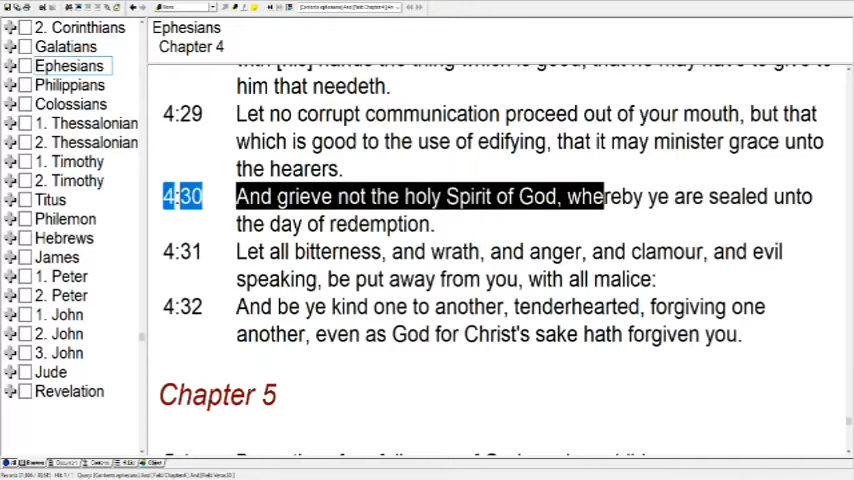 2. Corinthians
Galatians
Ephesians
Philippians
Colossians
1. Thessalonian
2. Thessalonian
1. Timothy
2. Timothy
Titus
Philemon
Hebrews
James
1. Peter
2. Peter
1. John
2. John
3. John
Jude
Revelation
Ephesians
Chapter 4
him that needeth.
4:29 Let no corrupt communication proceed out of your mouth, but that
which is good to the use of edifying, that it may minister grace unto
the hearers.
4:30 And grieve not the holy Spirit of God, whereby ye are sealed unto
the day of redemption.
4:31 Let all bitterness, and wrath, and anger, and clamour, and evil
speaking, be put away from you, with all malice:
4:32 And be ye kind one to another, tenderhearted, forgiving one
another, even as God for Christ's sake hath forgiven you.
Chapter 5